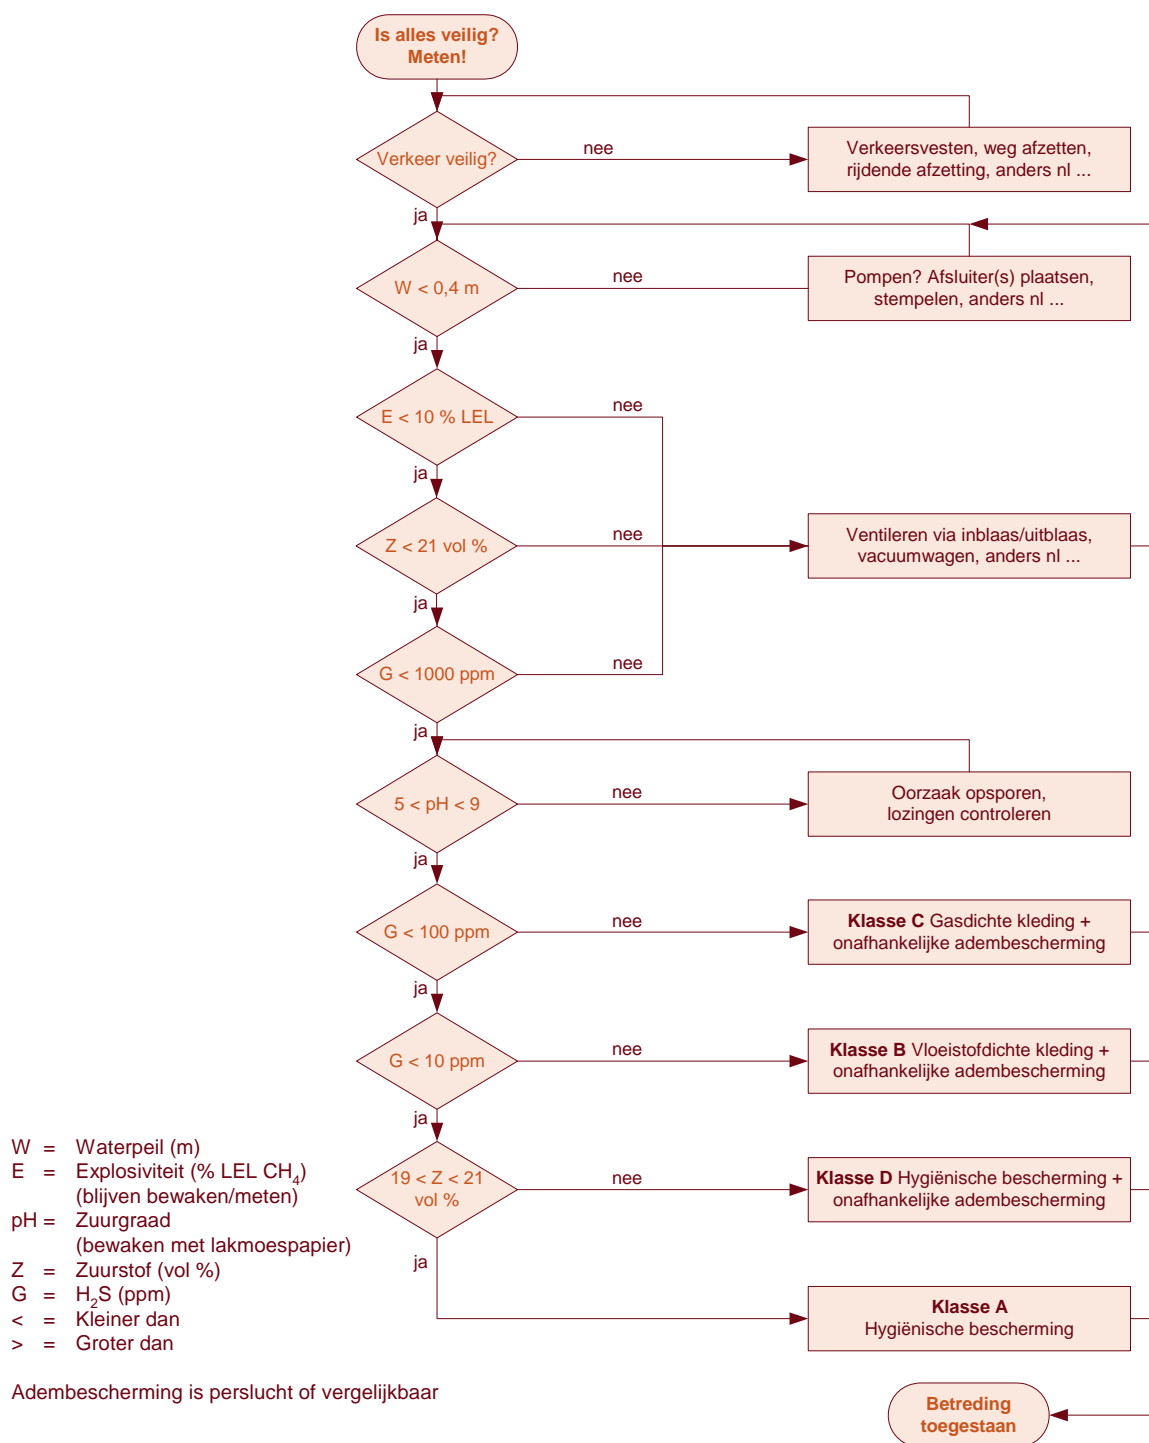 Is alles veilig?
Meten!
Verkeer veilig?
nee
Verkeersvesten, weg afzetten,
rijdende afzetting, anders nl ...
ja
W < 0,4 m
nee
Pompen? Afsluiter(s) plaatsen,
stempelen, anders nl ...
ja
E < 10 % LEL
nee
ja
Z < 21 vol %
nee
Ventileren via inblaas/uitblaas,
vacuumwagen, anders nl ...
ja
G < 1000 ppm
nee
ja
5 < pH < 9
nee
Oorzaak opsporen,
lozingen controleren
ja
G < 100 ppm
nee
Klasse C Gasdichte kleding +
onafhankelijke adembescherming
ja
G < 10 ppm
nee
Klasse B Vloeistofdichte kleding +
onafhankelijke adembescherming
ja
19 < Z < 21
vol %
nee
Klasse D Hygiënische bescherming +
onafhankelijke adembescherming
ja
Klasse A
Hygiënische bescherming
Betreding
toegestaan
W = Waterpeil (m)
E = Explosiviteit (% LEL CH4)
(blijven bewaken/meten)
pH = Zuurgraad
(bewaken met lakmoespapier)
Z = Zuurstof (vol %)
G = H2S (ppm)
< = Kleiner dan
> = Groter dan
Adembescherming is perslucht of vergelijkbaar